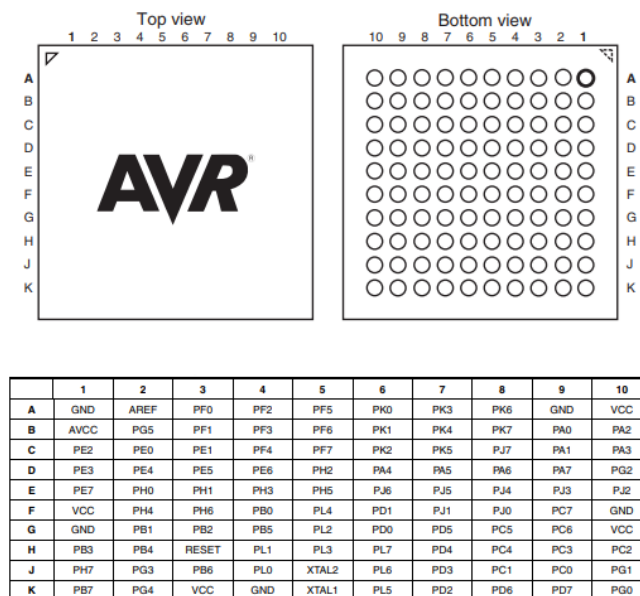 Top view
1 2 3 4 5 6 7 8 9 10
A
B
C
D
E
F
G
H
J
K
AVR®
Bottom view
10 9 8 7 6 5 4 3 2 1
A
B
C
D
E
F
G
H
J
K
1 2 3 4 5 6 7 8 9 10
A GND AREF PF0 PF2 PF5 PK0 PK3 PK6 GND VCC
B AVCC PG5 PF1 PF3 PF6 PK1 PK4 PK7 PA0 PA2
C PE2 PE0 PE1 PF4 PF7 PK2 PK5 PJ7 PA1 PA3
D PE3 PE4 PE5 PE6 PH2 PA4 PA5 PA6 PA7 PG2
E PE7 PH0 PH1 PH3 PH5 PJ6 PJ5 PJ4 PJ3 PJ2
F VCC PH4 PH6 PB0 PL4 PD1 PJ1 PJ0 PC7 GND
G GND PB1 PB2 PB5 PL2 PD0 PD5 PC5 PC6 VCC
H PB3 PB4 RESET PL1 PL3 PL7 PD4 PC4 PC3 PC2
J PH7 PG3 PB6 PL0 XTAL2 PL6 PD3 PC1 PC0 PG1
K PB7 PG4 VCC GND XTAL1 PL5 PD2 PD6 PD7 PG0